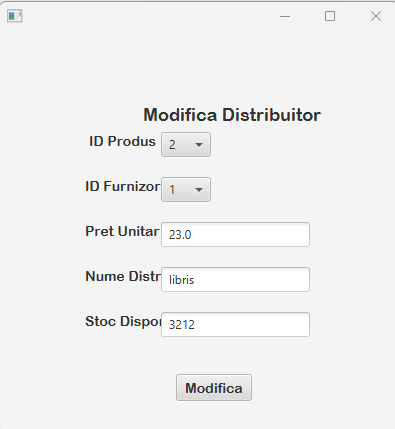 Modifica Distribuitor
ID Produs 2
ID Furnizor 1
Pret Unitar 23.0
Nume Distr libris
Stoc Dispor 3212
Modifica